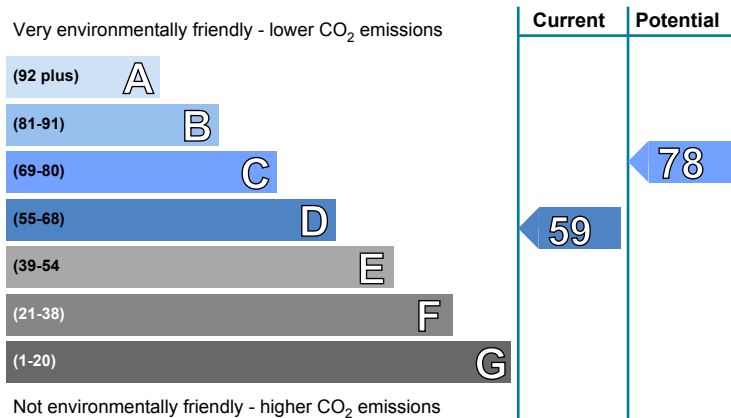 Very environmentally friendly - lower CO2 emissions
Current
Potential
(92 plus) A
(81-91) B
(69-80) C
78
(55-68) D
59
(39-54 E
(21-38) F
(1-20) G
Not environmentally friendly - higher CO2 emissions